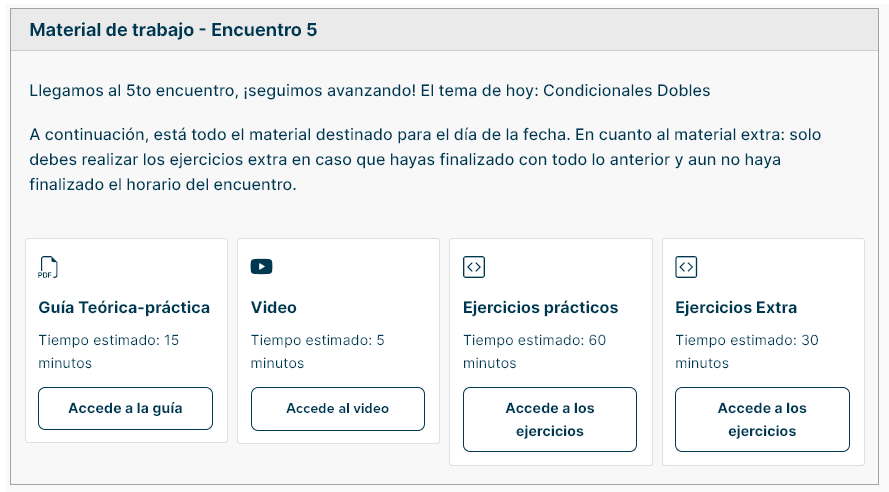 Material de trabajo - Encuentro 5
Llegamos al 5to encuentro, ¡seguimos avanzando! El tema de hoy: Condicionales Dobles
A continuación, está todo el material destinado para el día de la fecha. En cuanto al material extra: solo
debes realizar los ejercicios extra en caso que hayas finalizado con todo lo anterior y aun no haya
finalizado el horario del encuentro.
PDF
Guía Teórica-práctica
Tiempo estimado: 15
minutos
Accede a la guía
Video
Tiempo estimado: 5
minutos
Accede al video
Ejercicios prácticos
Tiempo estimado: 60
minutos
Accede a los
ejercicios
Ejercicios Extra
Tiempo estimado: 30
minutos
Accede a los
ejercicios